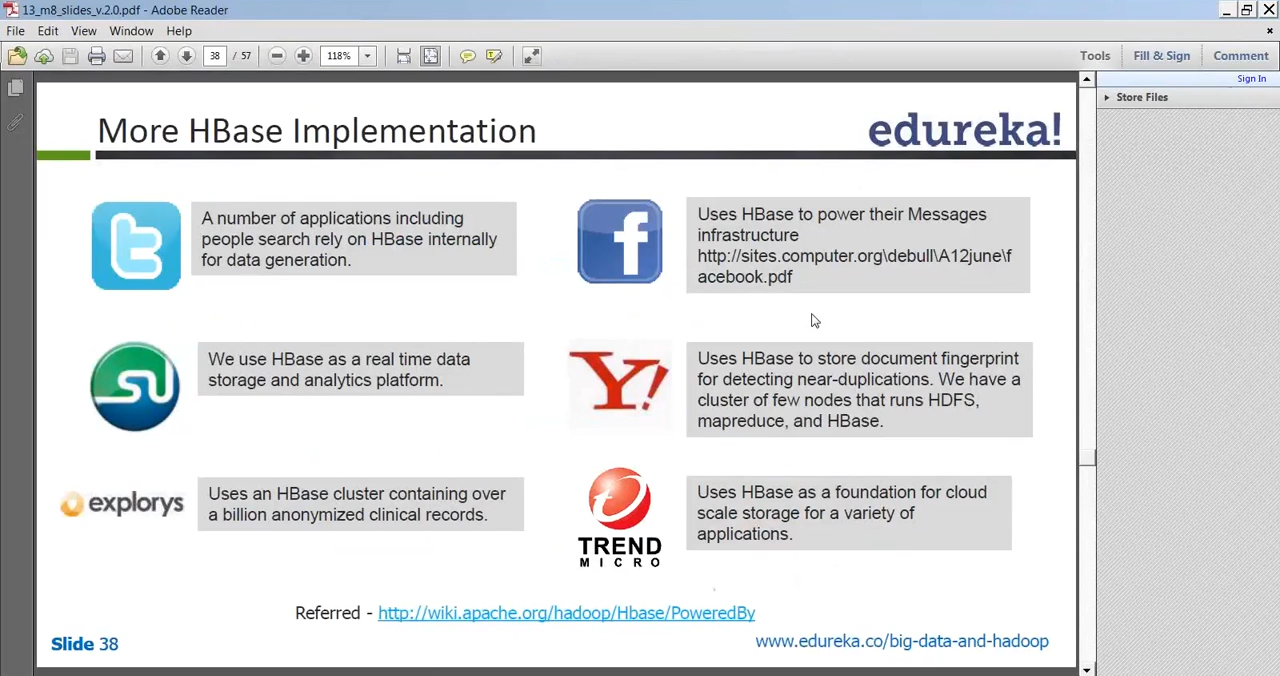 13_m8_slides_v.2.0.pdf - Adobe Reader
File Edit View Window Help
38 / 57 118% Tools Fill & Sign Comment
Sign In
Store Files
More HBase Implementation
edureka!
A number of applications including
people search rely on HBase internally
for data generation.
Uses HBase to power their Messages
infrastructure
http://sites.computer.org\debull\A12june\f
acebook.pdf
We use HBase as a real time data
storage and analytics platform.
Y!
Uses HBase to store document fingerprint
for detecting near-duplications. We have a
cluster of few nodes that runs HDFS,
mapreduce, and HBase.
explorys
Uses an HBase cluster containing over
a billion anonymized clinical records.
TREND
MICRO
Uses HBase as a foundation for cloud
scale storage for a variety of
applications.
Referred - http://wiki.apache.org/hadoop/Hbase/PoweredBy
Slide 38
www.edureka.co/big-data-and-hadoop